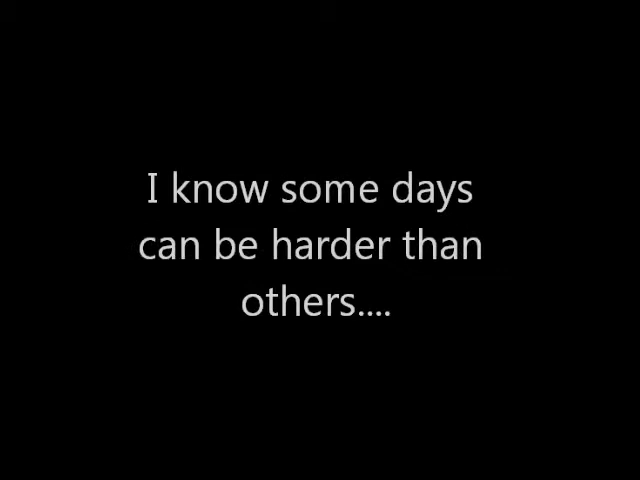 I know some days
can be harder than
others....